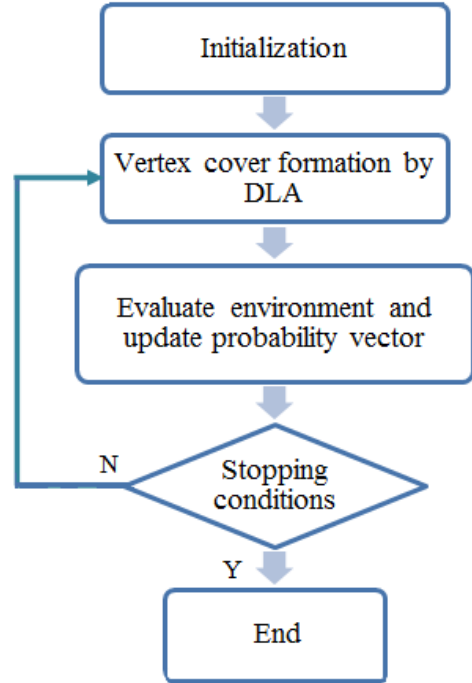 Initialization
Vertex cover formation by
DLA
Evaluate environment and
update probability vector
N
Stopping
conditions
Y
End